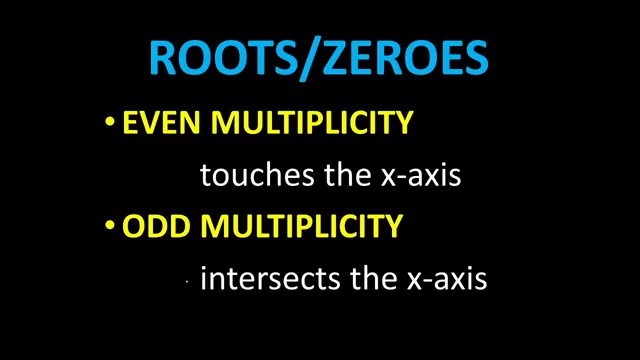 ROOTS/ZEROES
• EVEN MULTIPLICITY
touches the x-axis
• ODD MULTIPLICITY
intersects the x-axis